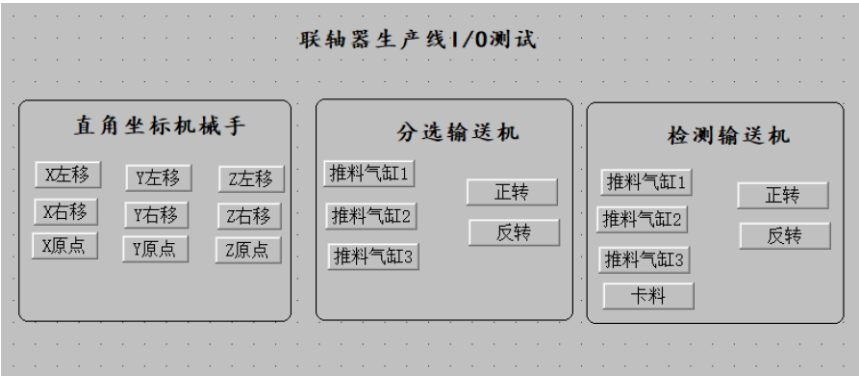 联轴器生产线I/O测试
直角坐标机械手
X左移 Y左移 Z左移
X右移 Y右移 Z右移
X原点 Y原点 Z原点
分选输送机
推料气缸1
推料气缸2
推料气缸3
正转
反转
检测输送机
推料气缸1
推料气缸2
推料气缸3
卡料
正转
反转